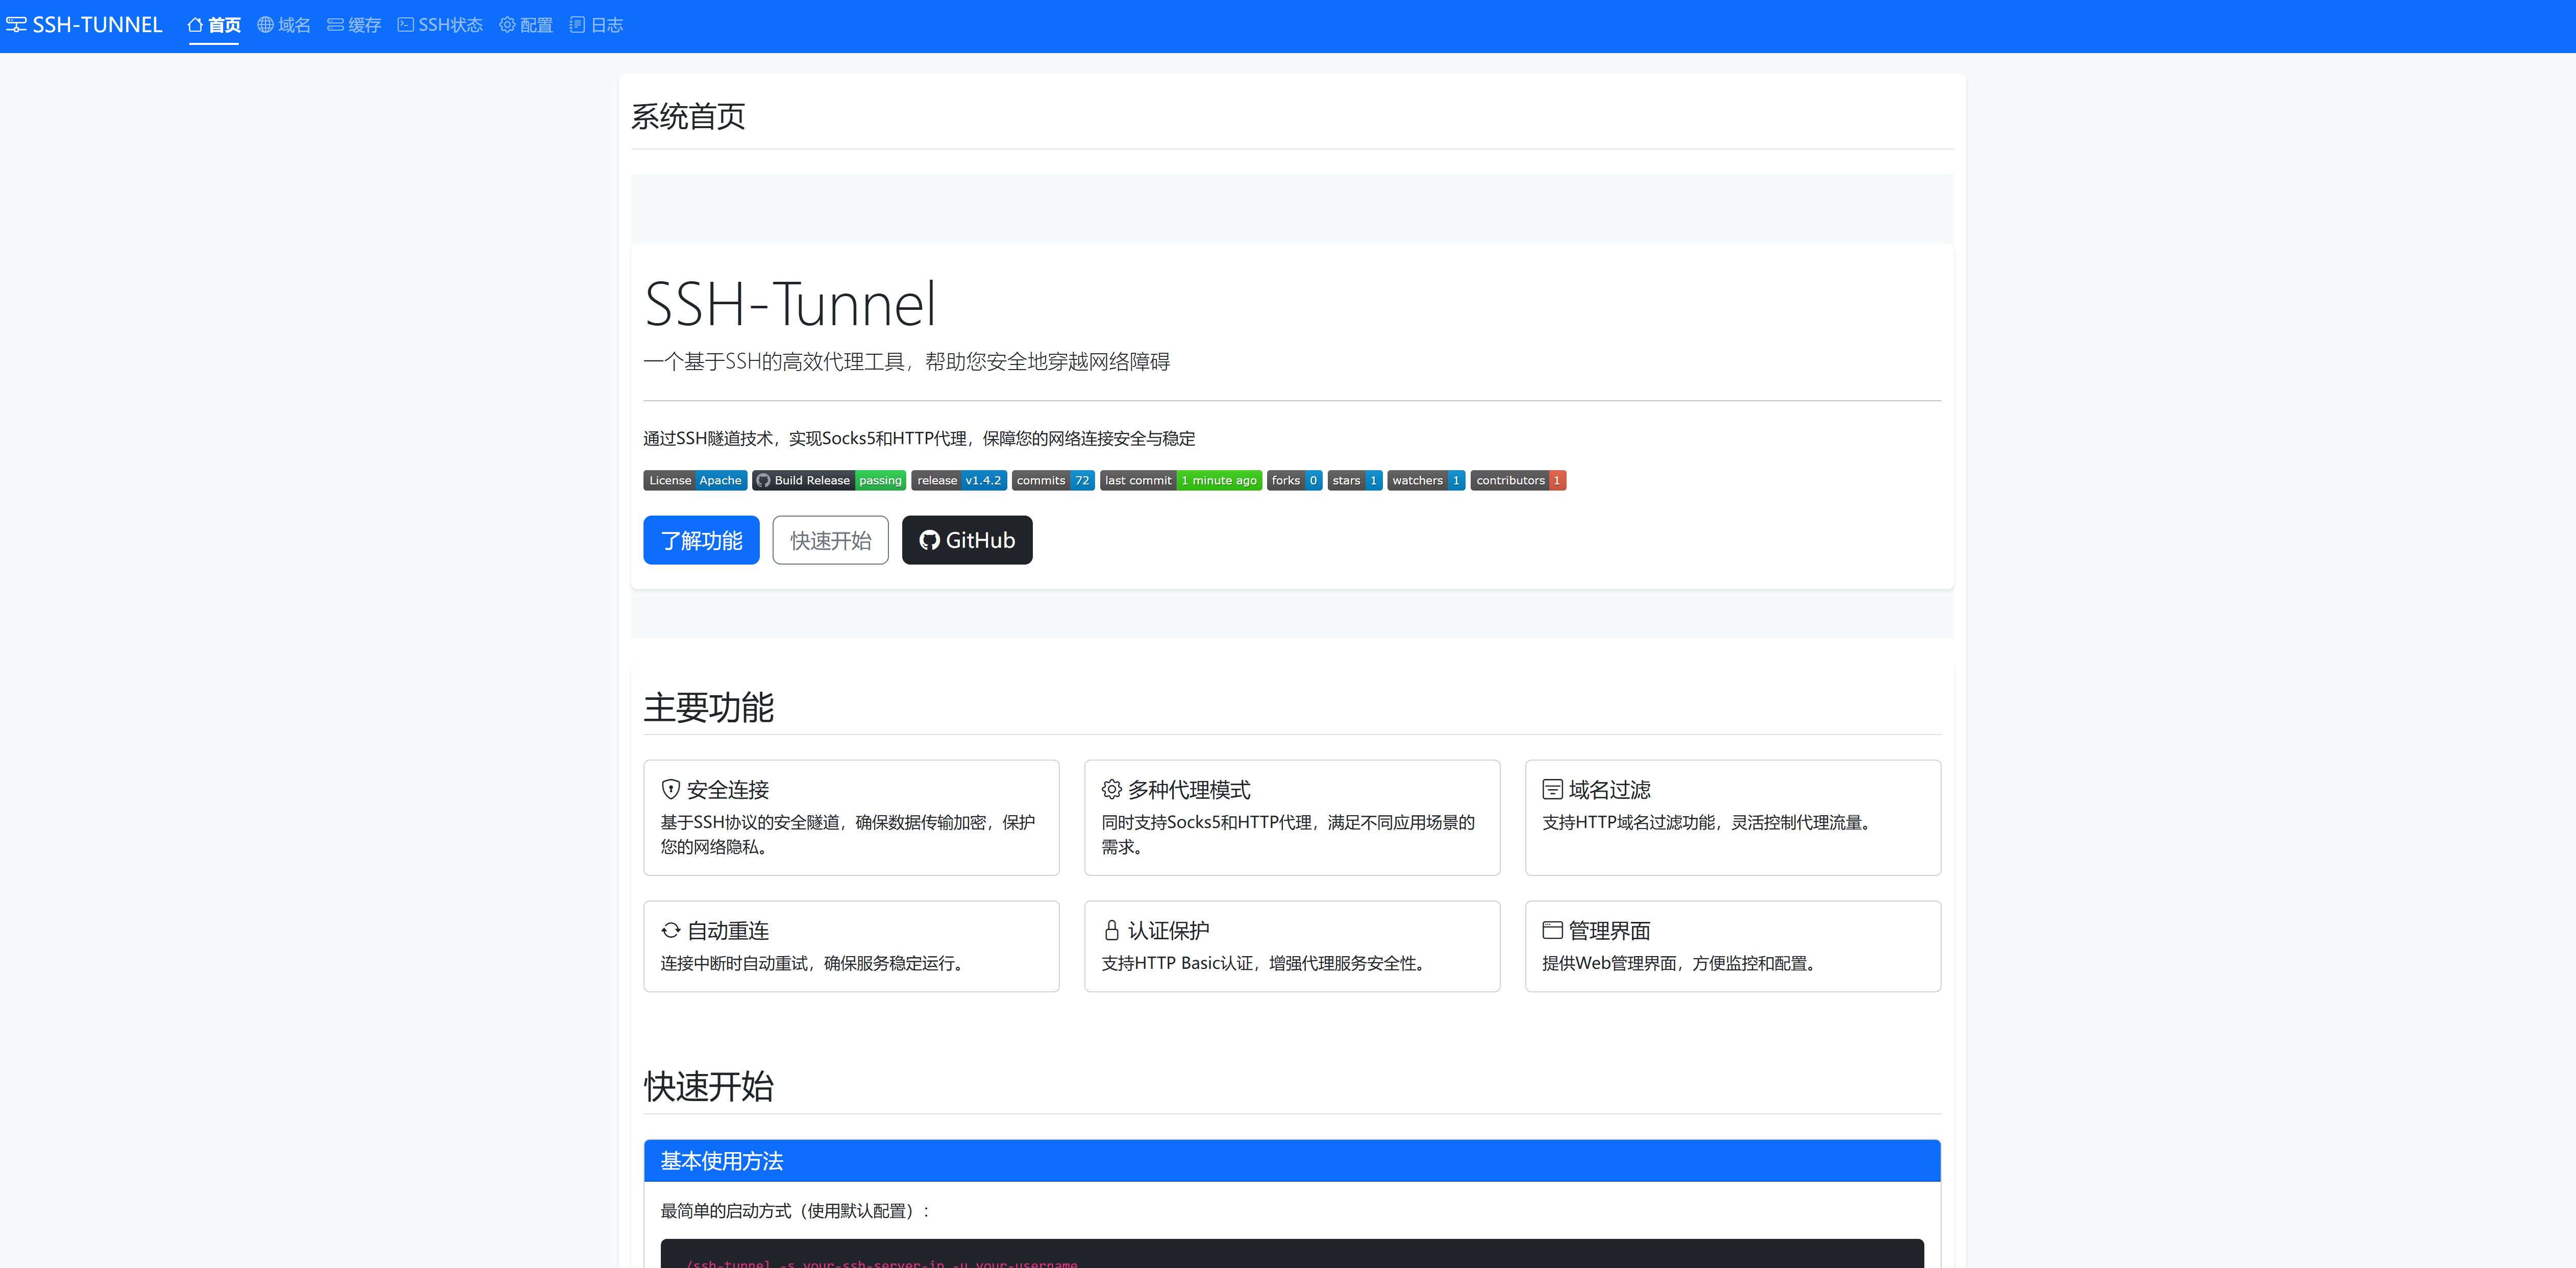 SSH-TUNNEL 首页 域名 缓存 SSH状态 配置 日志
系统首页
SSH-Tunnel
一个基于SSH的高效代理工具，帮助您安全地穿越网络障碍
通过SSH隧道技术，实现Socks5和HTTP代理，保障您的网络连接安全与稳定
License Apache Build Release passing release v1.4.2 commits 72 last commit 1 minute ago forks 0 stars 1 watchers 1 contributors 1
了解功能 快速开始 GitHub
主要功能
安全连接
基于SSH协议的安全隧道，确保数据传输加密，保护
您的网络隐私。
多种代理模式
同时支持Socks5和HTTP代理，满足不同应用场景的
需求。
域名过滤
支持HTTP域名过滤功能，灵活控制代理流量。
自动重连
连接中断时自动重试，确保服务稳定运行。
认证保护
支持HTTP Basic认证，增强代理服务安全性。
管理界面
提供Web管理界面，方便监控和配置。
快速开始
基本使用方法
最简单的启动方式（使用默认配置）：
/ssh-tunnel -s your-ssh-server-ip -u your-username